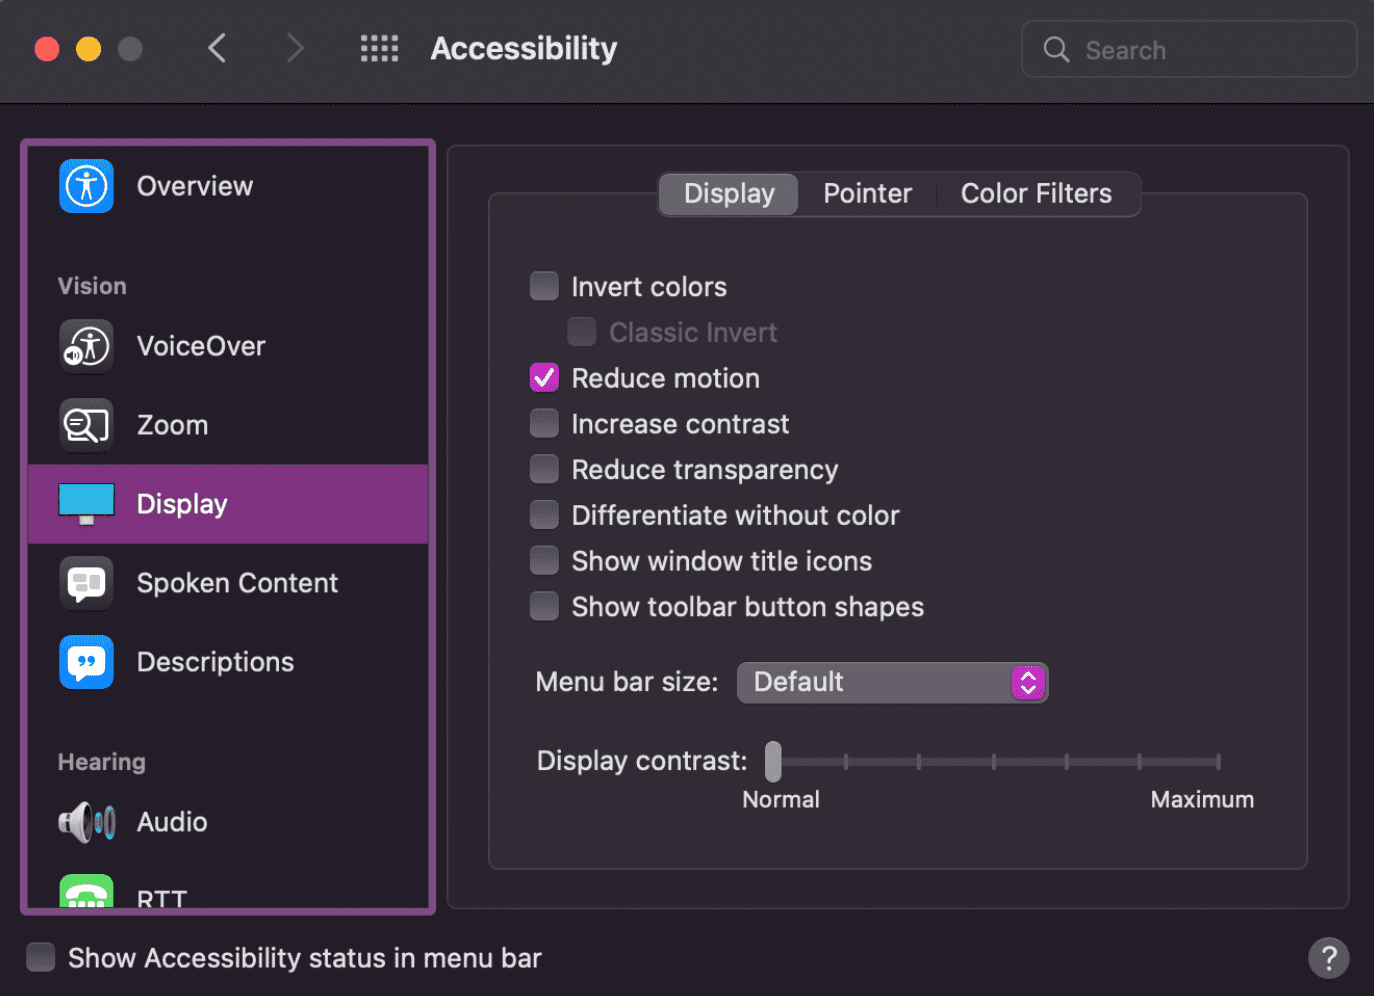 Accessibility
Search
Overview
Vision
VoiceOver
Zoom
Display
Spoken Content
Descriptions
Hearing
Audio
RTT
Display Pointer Color Filters
Invert colors
Classic Invert
Reduce motion
Increase contrast
Reduce transparency
Differentiate without color
Show window title icons
Show toolbar button shapes
Menu bar size: Default
Display contrast:
Normal Maximum
Show Accessibility status in menu bar
?